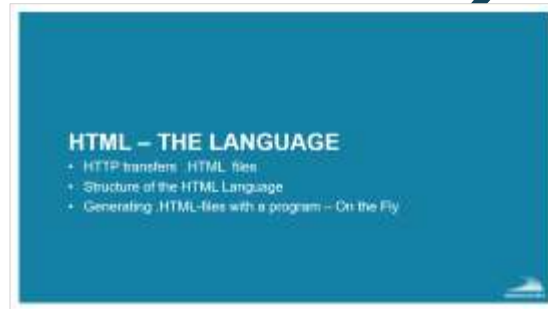 HTML – THE LANGUAGE
• HTTP transfers .HTML files
• Structure of the HTML Language
• Generating .HTML-files with a program – On the Fly